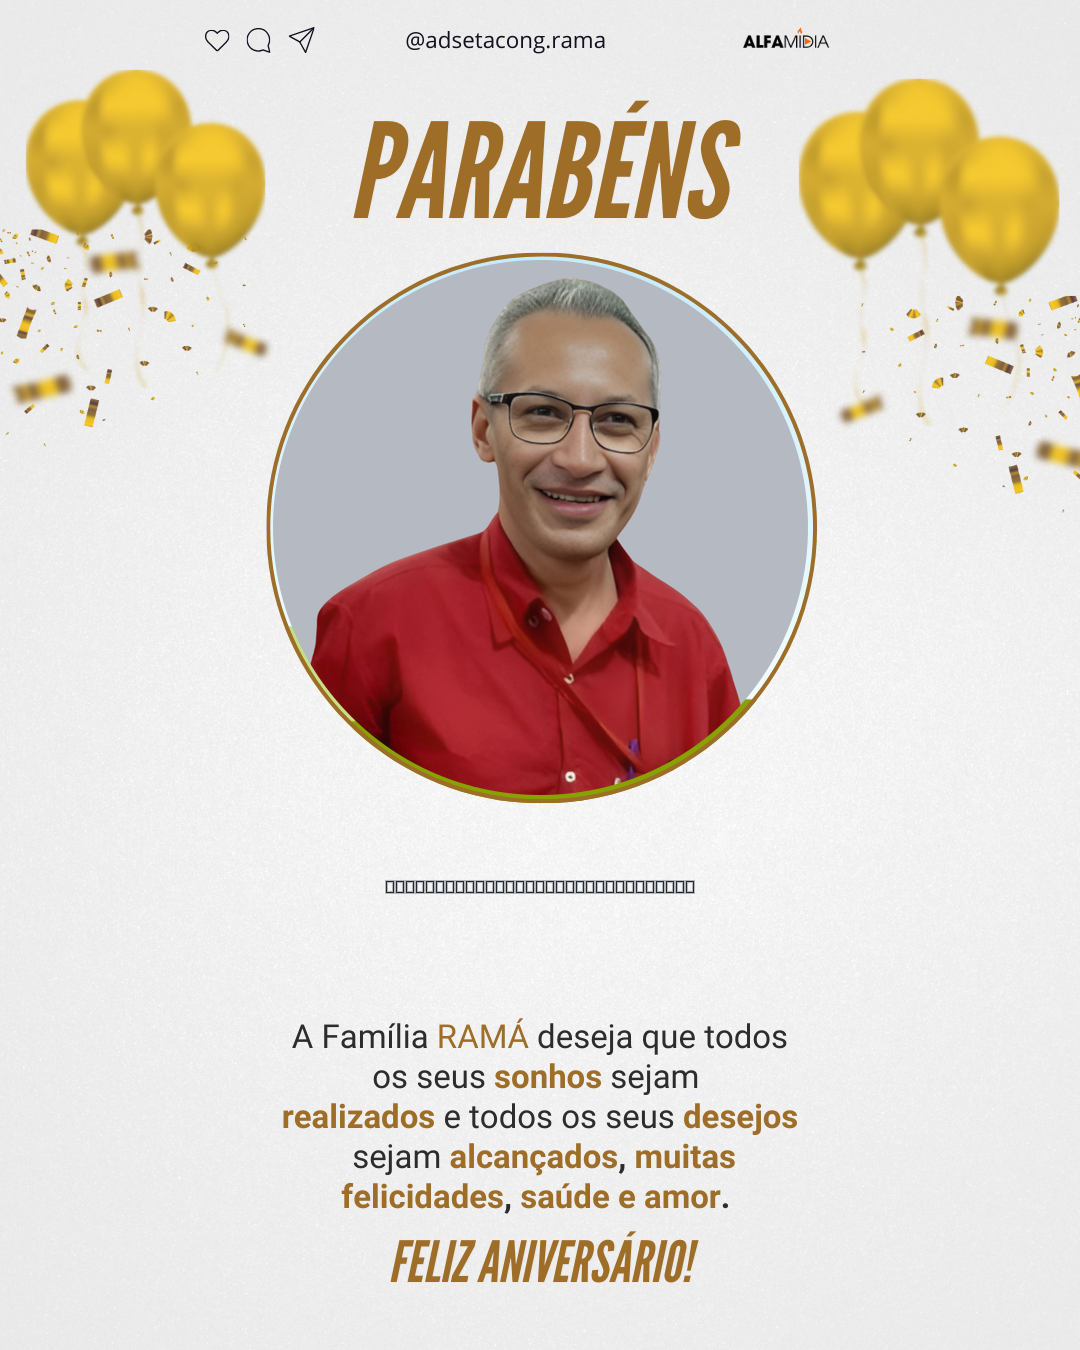 @adsetacong.rama
ALFAMÍDIA
PARABÉNS
A Família RAMÁ deseja que todos
os seus sonhos sejam
realizados e todos os seus desejos
sejam alcançados, muitas
felicidades, saúde e amor.
FELIZ ANIVERSÁRIO!